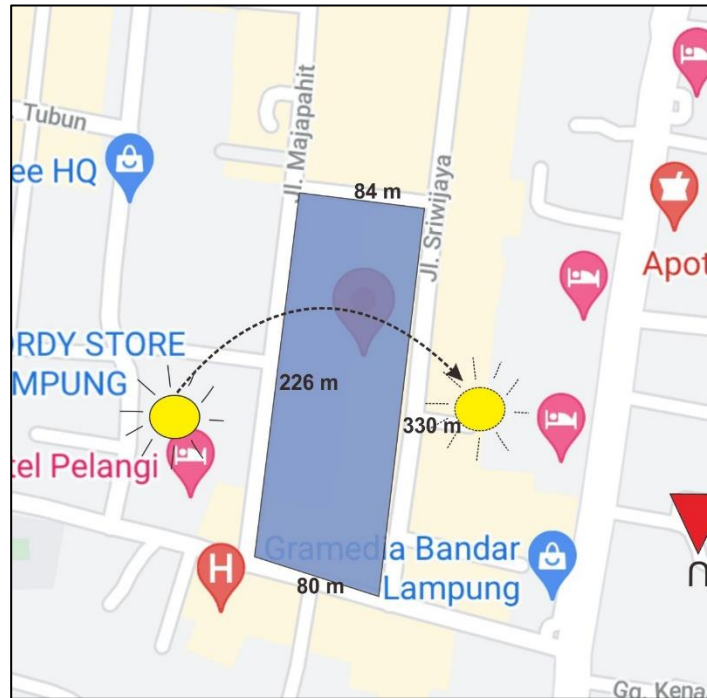 . Tubun
ee HQ
Jl. Majapahit
84 m
Jl. Sriwijaya
Apot
ORDY STORE
MPUNG
226 m
330 m
tel Pelangi
Gramedia Bandar
Lampung
H
80 m
n
Gg. Kena